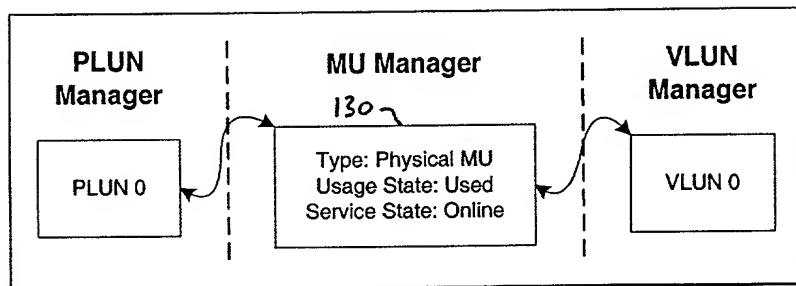 PLUN
Manager
MU Manager
VLUN
Manager
130
PLUN 0
Type: Physical MU
Usage State: Used
Service State: Online
VLUN 0